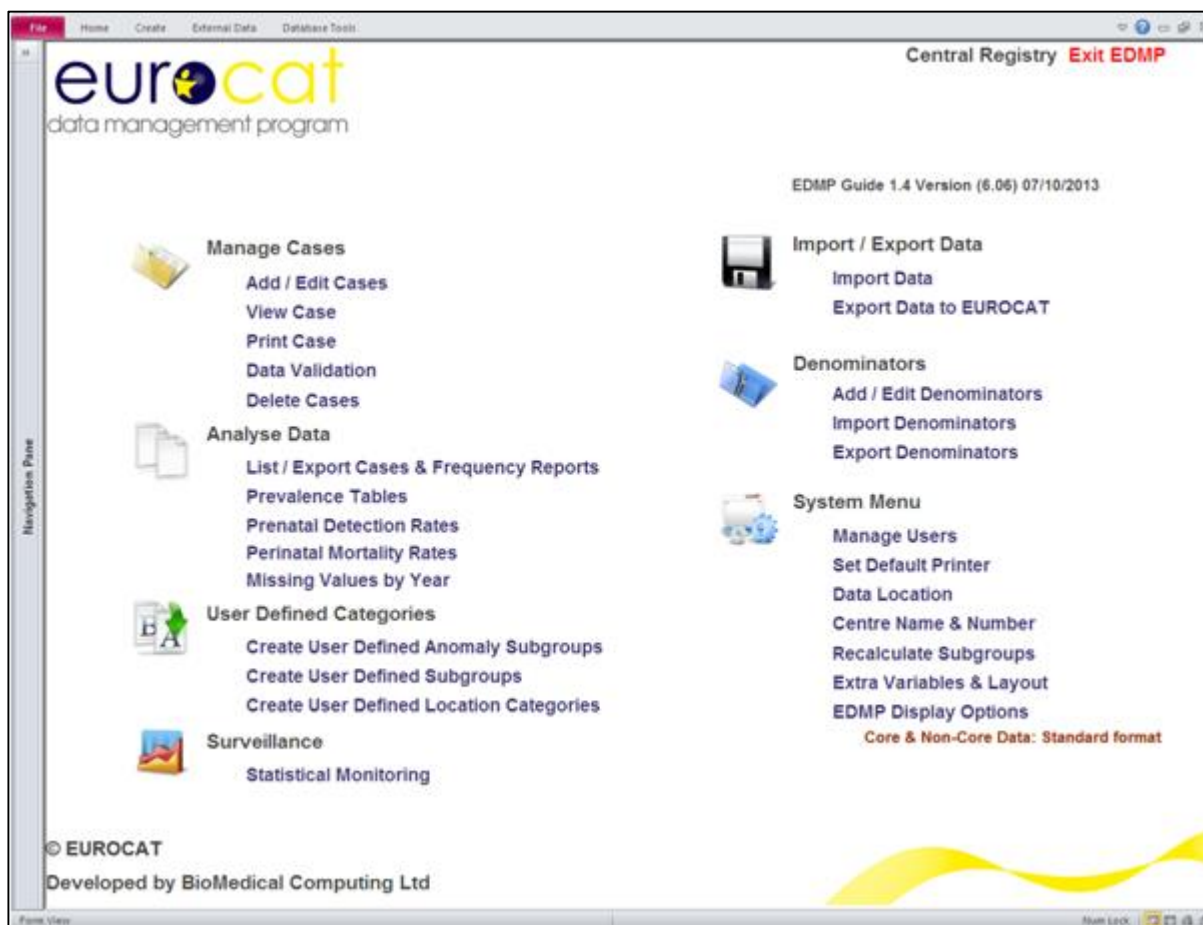 File Home Create External Data Database Tools
Central Registry Exit EDMP
eurocat
data management program
EDMP Guide 1.4 Version (6.06) 07/10/2013
Manage Cases
Add / Edit Cases
View Case
Print Case
Data Validation
Delete Cases
Analyse Data
List / Export Cases & Frequency Reports
Prevalence Tables
Prenatal Detection Rates
Perinatal Mortality Rates
Missing Values by Year
User Defined Categories
Create User Defined Anomaly Subgroups
Create User Defined Subgroups
Create User Defined Location Categories
Surveillance
Statistical Monitoring
Import / Export Data
Import Data
Export Data to EUROCAT
Denominators
Add / Edit Denominators
Import Denominators
Export Denominators
System Menu
Manage Users
Set Default Printer
Data Location
Centre Name & Number
Recalculate Subgroups
Extra Variables & Layout
EDMP Display Options
Core & Non-Core Data: Standard format
Navigation Pane
© EUROCAT
Developed by BioMedical Computing Ltd
Form View
Num Lock